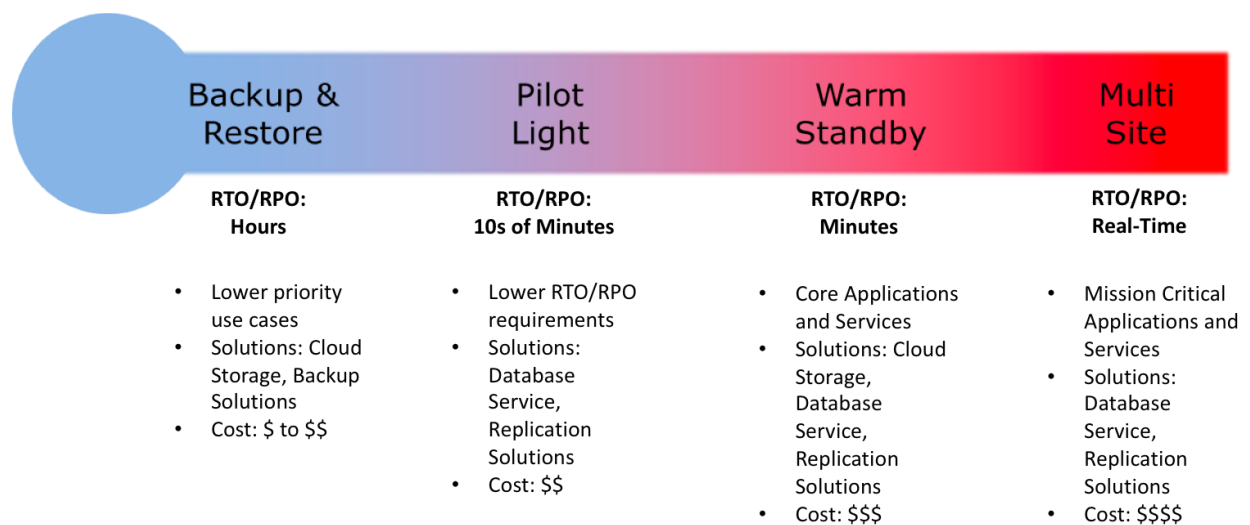 Backup &
Restore
Pilot
Light
Warm
Standby
Multi
Site
RTO/RPO:
Hours
RTO/RPO:
10s of Minutes
RTO/RPO:
Minutes
RTO/RPO:
Real-Time
• Lower priority
use cases
• Solutions: Cloud
Storage, Backup
Solutions
• Cost: $ to $$
• Lower RTO/RPO
requirements
• Solutions:
Database
Service,
Replication
Solutions
• Cost: $$
• Core Applications
and Services
• Solutions: Cloud
Storage,
Database
Service,
Replication
Solutions
• Cost: $$$
• Mission Critical
Applications and
Services
• Solutions:
Database
Service,
Replication
Solutions
• Cost: $$$$